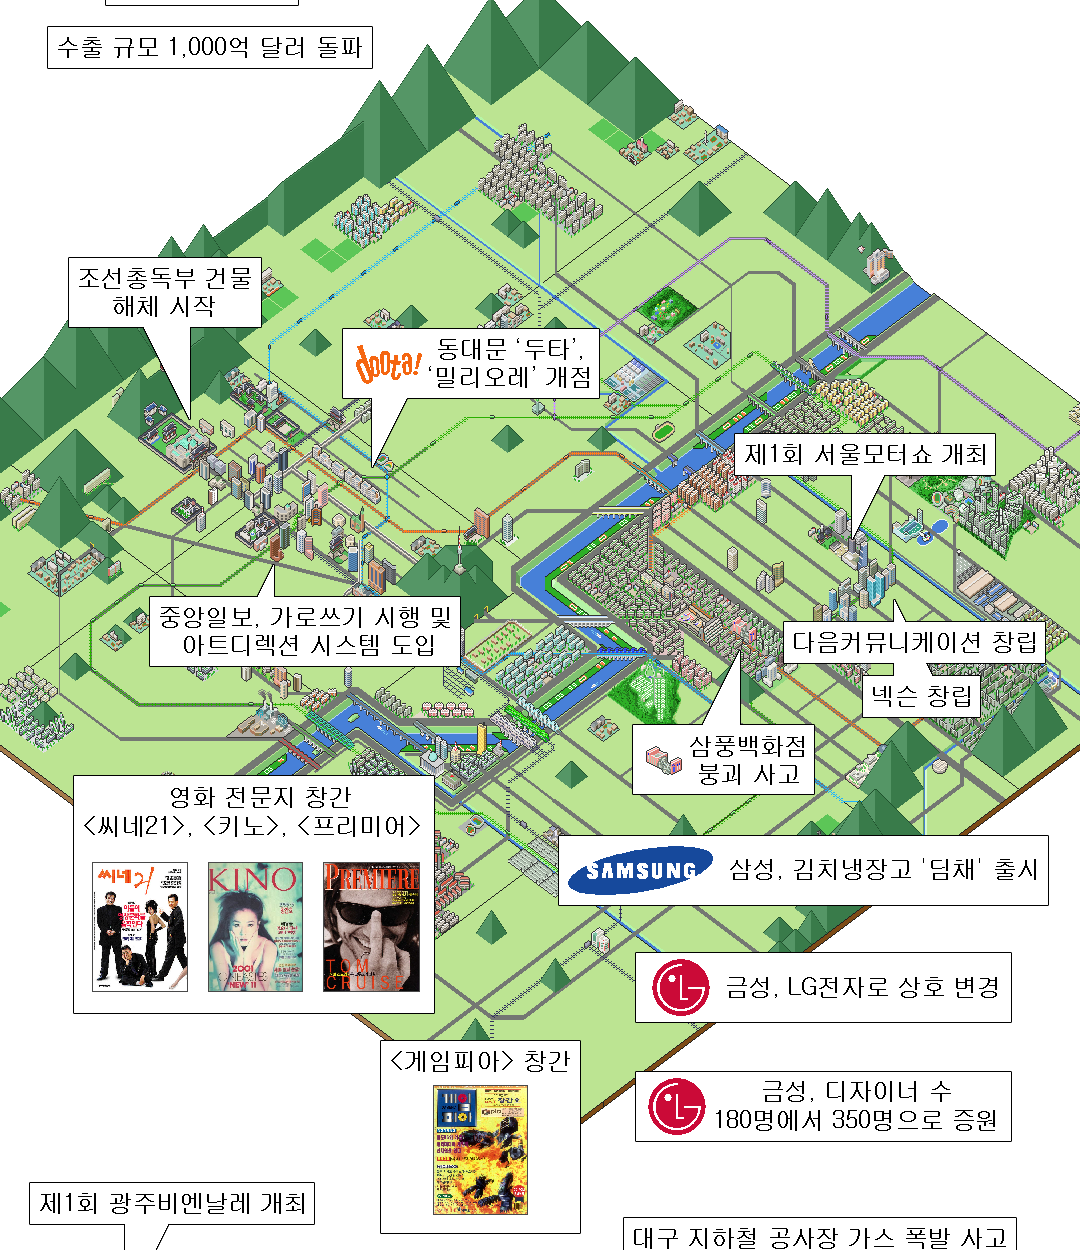 수출 규모 1,000억 달러 돌파
조선총독부 건물
해체 시작
doota!
동대문 ‘두타’,
‘밀리오레’ 개점
제1회 서울모터쇼 개최
중앙일보, 가로쓰기 시행 및
아트디렉션 시스템 도입
다음커뮤니케이션 창립
넥슨 창립
삼풍백화점
붕괴 사고
영화 전문지 창간
<씨네21>, <키노>, <프리미어>
씨네21
KINO
PREMIERE
TOM
CRUISE
SAMSUNG
삼성, 김치냉장고 '딤채' 출시
LG
금성, LG전자로 상호 변경
<게임피아> 창간
LG
금성, 디자이너 수
180명에서 350명으로 증원
제1회 광주비엔날레 개최
대구 지하철 공사장 가스 폭발 사고